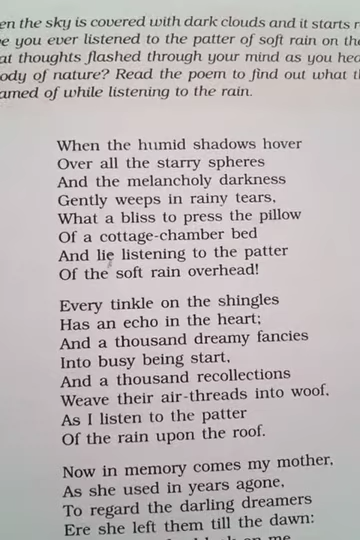 en the sky is covered with dark clouds and it starts r
e you ever listened to the patter of soft rain on the
at thoughts flashed through your mind as you hea
ody of nature? Read the poem to find out what th
amed of while listening to the rain.
When the humid shadows hover
Over all the starry spheres
And the melancholy darkness
Gently weeps in rainy tears,
What a bliss to press the pillow
Of a cottage-chamber bed
And lie listening to the patter
Of the soft rain overhead!
Every tinkle on the shingles
Has an echo in the heart;
And a thousand dreamy fancies
Into busy being start,
And a thousand recollections
Weave their air-threads into woof,
As I listen to the patter
Of the rain upon the roof.
Now in memory comes my mother,
As she used in years agone,
To regard the darling dreamers
Ere she left them till the dawn: